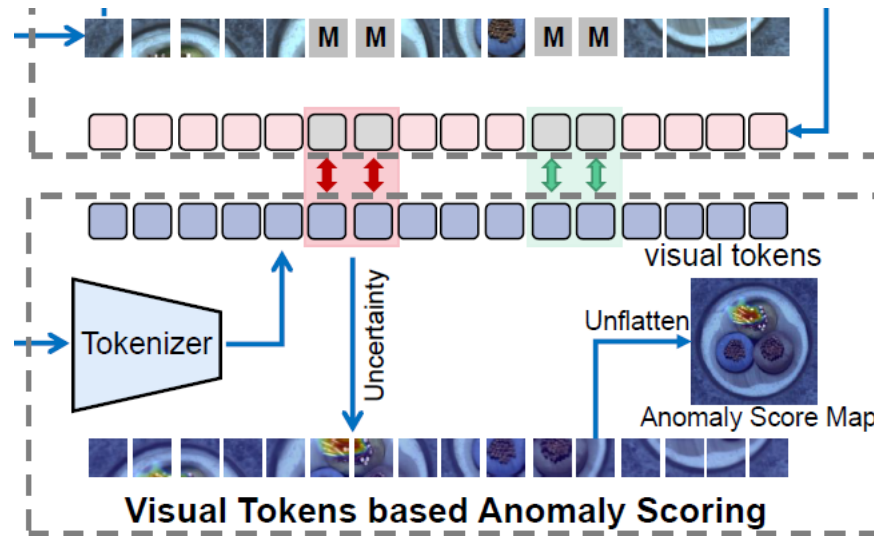 M M M M
visual tokens
Tokenizer
Uncertainty
Unflatten
Anomaly Score Map
Visual Tokens based Anomaly Scoring